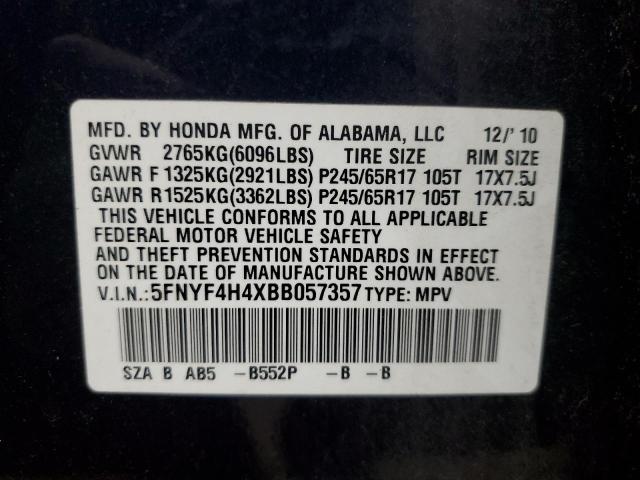 MFD. BY HONDA MFG. OF ALABAMA, LLC 12/'10
GVWR 2765KG(6096LBS) TIRE SIZE RIM SIZE
GAWR F 1325KG(2921LBS) P245/65R17 105T 17X7.5J
GAWR R 1525KG(3362LBS) P245/65R17 105T 17X7.5J
THIS VEHICLE CONFORMS TO ALL APPLICABLE
FEDERAL MOTOR VEHICLE SAFETY
AND THEFT PREVENTION STANDARDS IN EFFECT
ON THE DATE OF MANUFACTURE SHOWN ABOVE.
V.I.N.:5FNYF4H4XBB057357 TYPE: MPV
SZA B AB5 -B552P -B -B